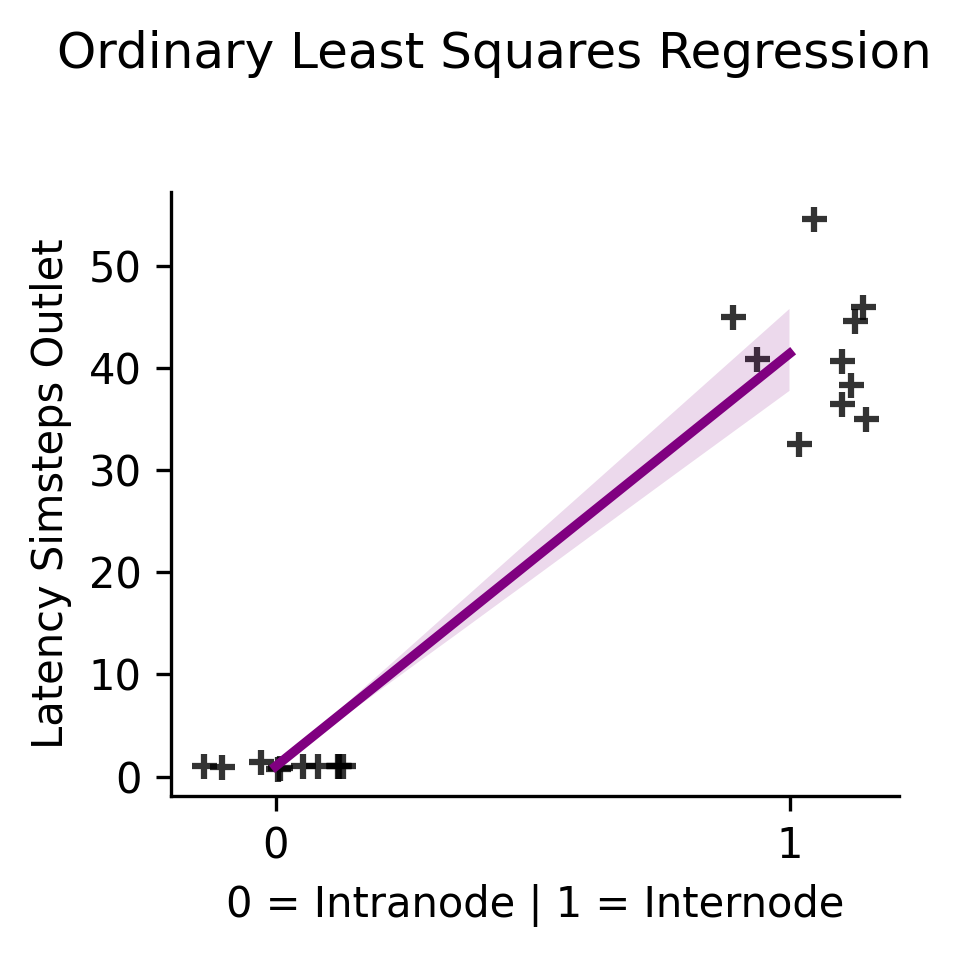 Ordinary Least Squares Regression
Latency Simsteps Outlet
50
40
30
20
10
0
0 1
0 = Intranode | 1 = Internode